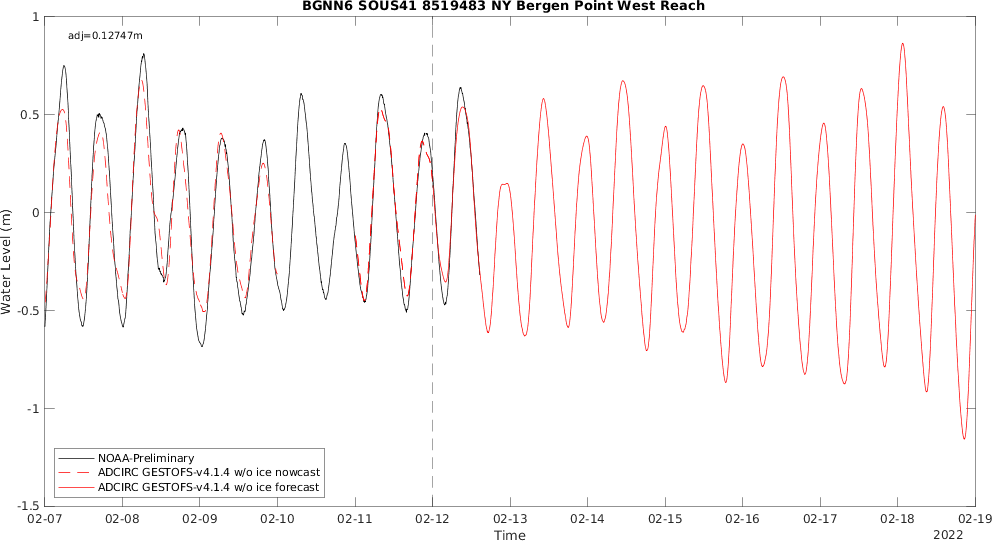 BGNN6 SOUS41 8519483 NY Bergen Point West Reach
adj=0.12747m
1
0.5
0
-0.5
-1
-1.5
Water Level (m)
NOAA-Preliminary
ADCIRC GESTOFS-v4.1.4 w/o ice nowcast
ADCIRC GESTOFS-v4.1.4 w/o ice forecast
02-07 02-08 02-09 02-10 02-11 02-12 02-13 02-14 02-15 02-16 02-17 02-18 02-19
Time
2022